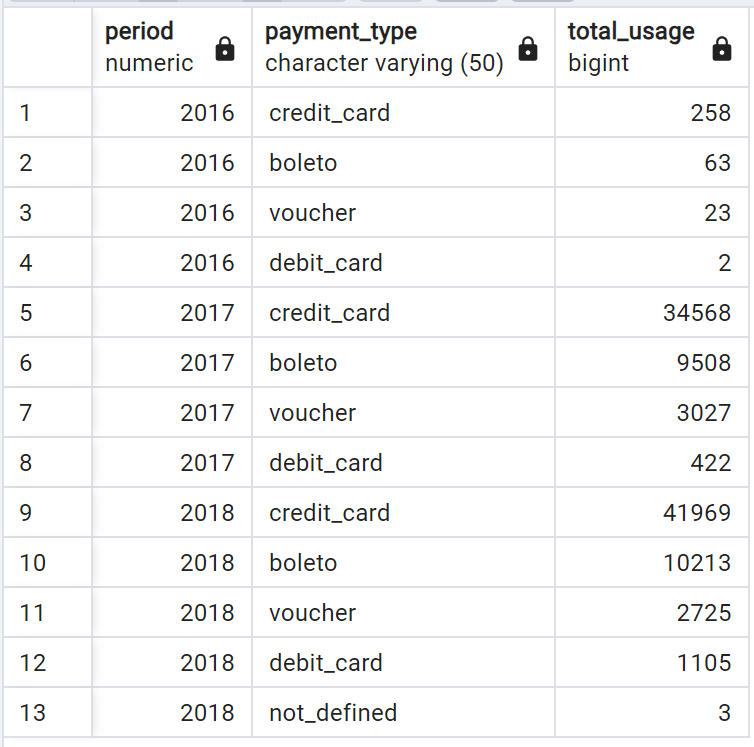 period payment_type total_usage
numeric character varying (50) bigint
1 2016 credit_card 258
2 2016 boleto 63
3 2016 voucher 23
4 2016 debit_card 2
5 2017 credit_card 34568
6 2017 boleto 9508
7 2017 voucher 3027
8 2017 debit_card 422
9 2018 credit_card 41969
10 2018 boleto 10213
11 2018 voucher 2725
12 2018 debit_card 1105
13 2018 not_defined 3